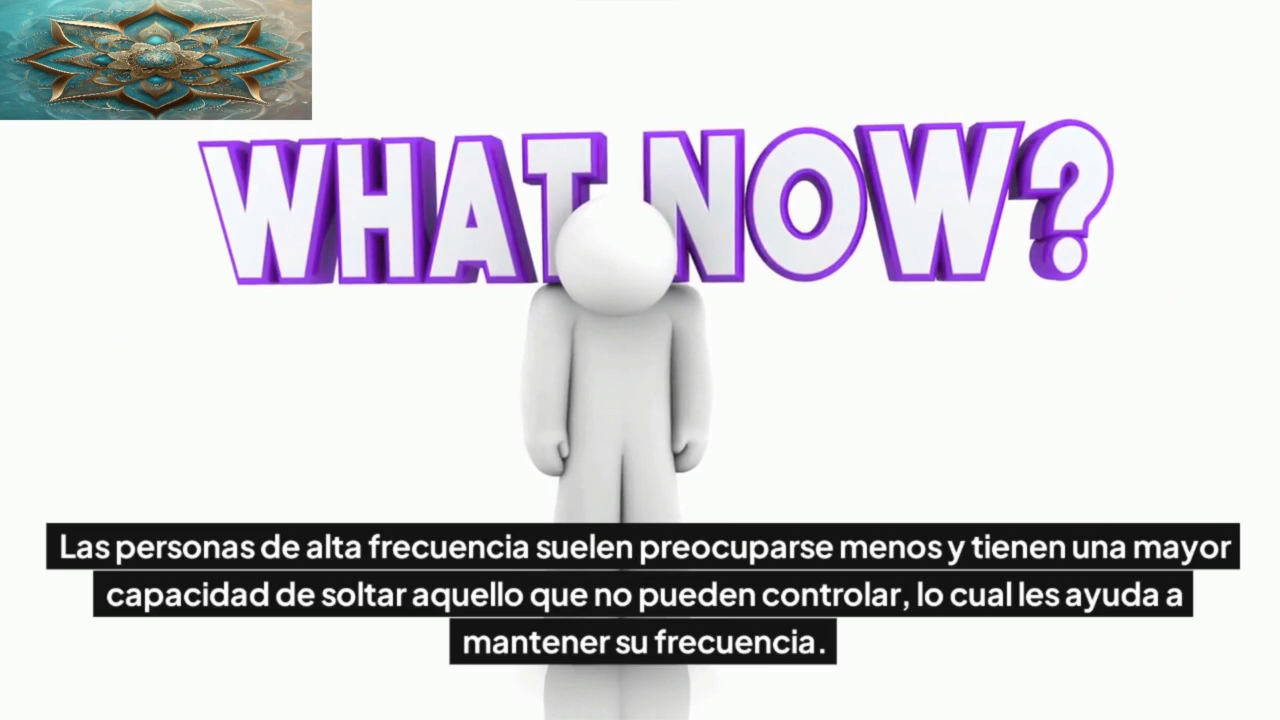 WHAT NOW?
Las personas de alta frecuencia suelen preocuparse menos y tienen una mayor
capacidad de soltar aquello que no pueden controlar, lo cual les ayuda a
mantener su frecuencia.